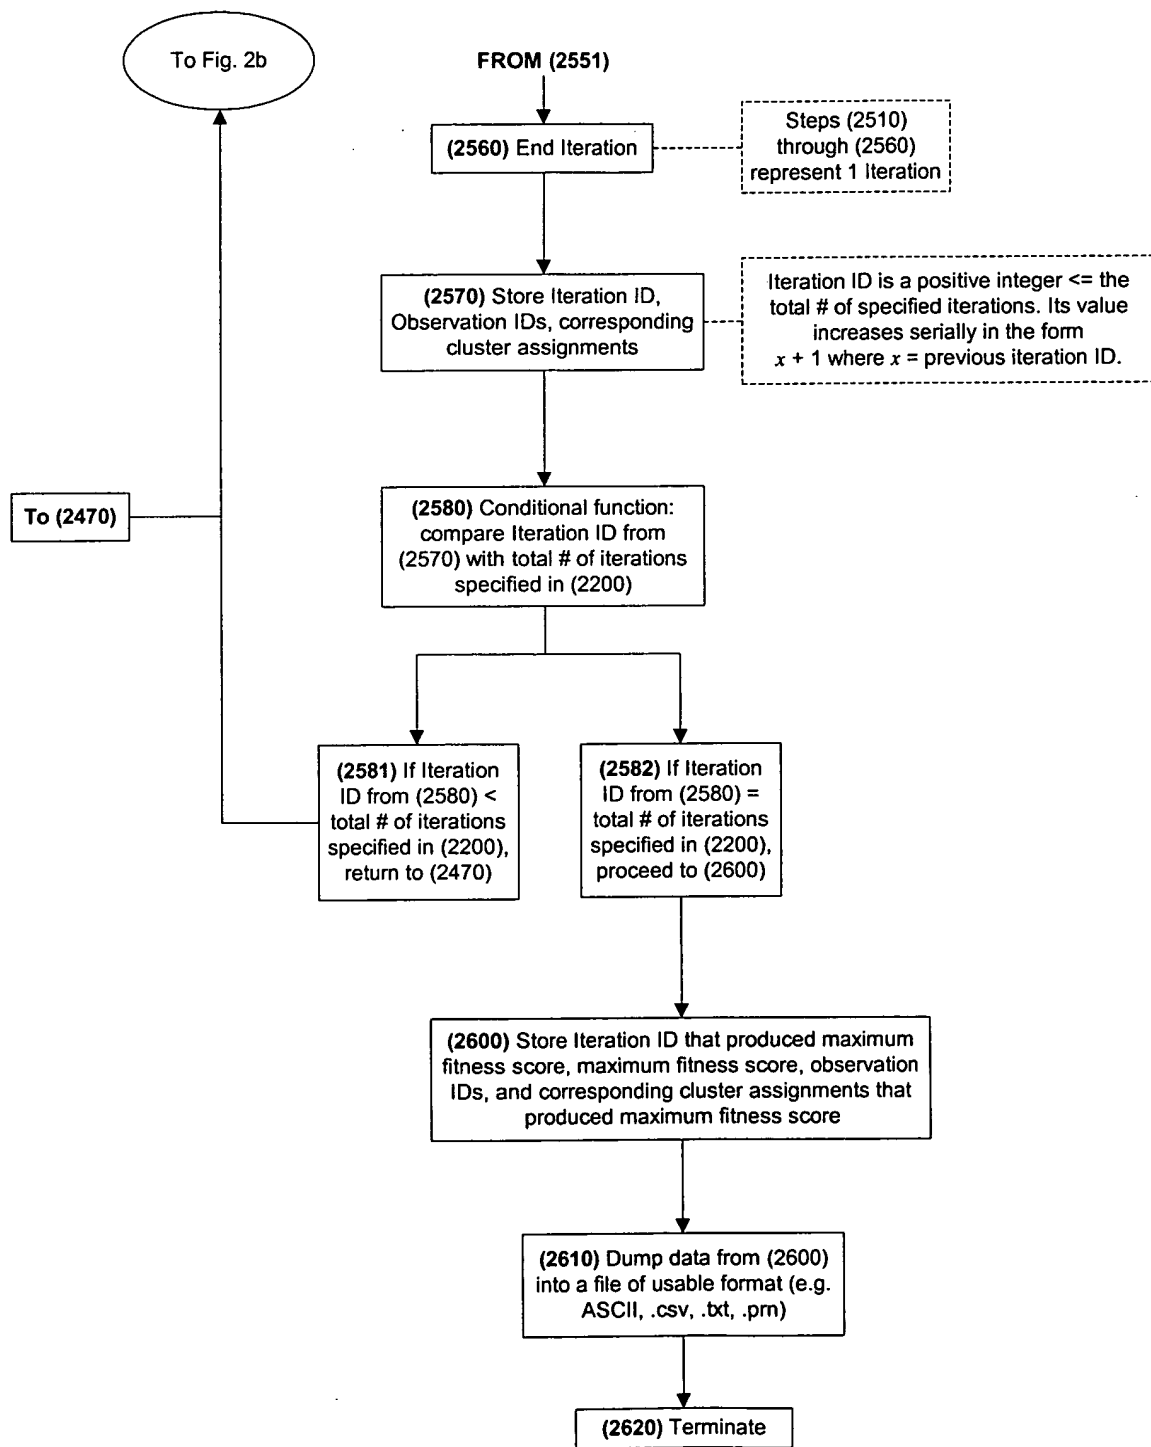 To Fig. 2b
FROM (2551)
(2560) End Iteration
Steps (2510)
through (2560)
represent 1 Iteration
(2570) Store Iteration ID,
Observation IDs, corresponding
cluster assignments
Iteration ID is a positive integer <= the
total # of specified iterations. Its value
increases serially in the form
x + 1 where x = previous iteration ID.
To (2470)
(2580) Conditional function:
compare Iteration ID from
(2570) with total # of iterations
specified in (2200)
(2581) If Iteration
ID from (2580) <
total # of iterations
specified in (2200),
return to (2470)
(2582) If Iteration
ID from (2580) =
total # of iterations
specified in (2200),
proceed to (2600)
(2600) Store Iteration ID that produced maximum
fitness score, maximum fitness score, observation
IDs, and corresponding cluster assignments that
produced maximum fitness score
(2610) Dump data from (2600)
into a file of usable format (e.g.
ASCII, .csv, .txt, .prn)
(2620) Terminate